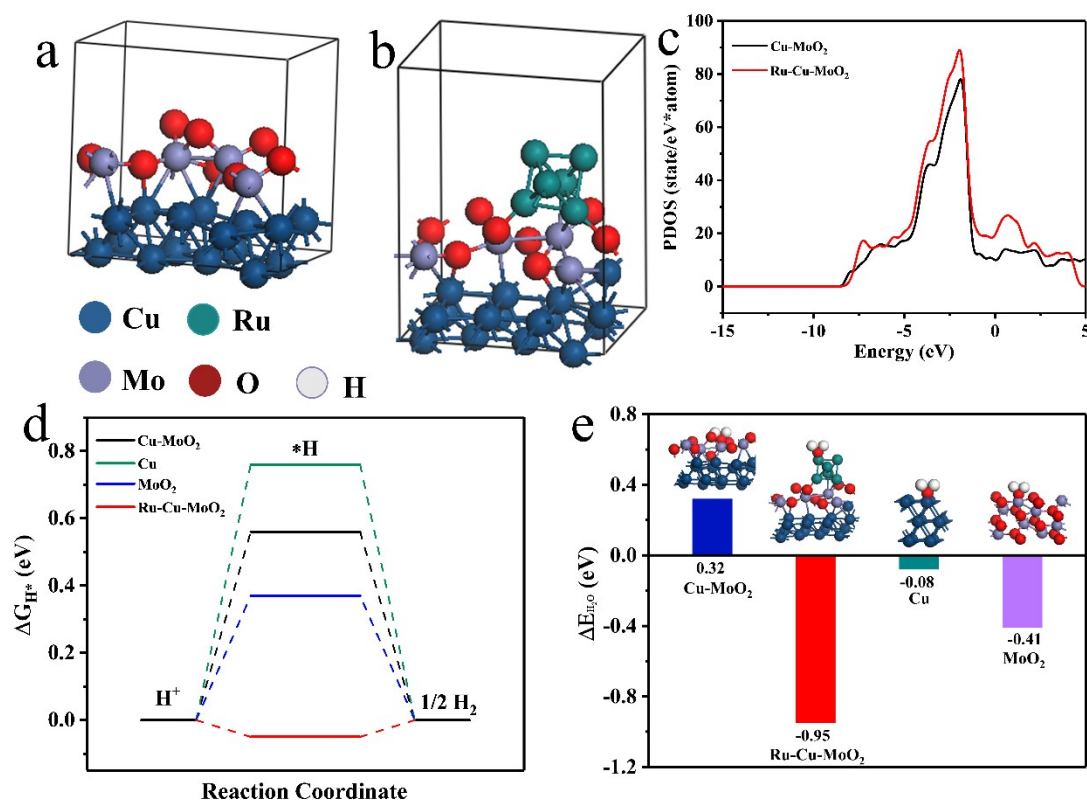 a
b
Cu
Ru
Mo
O
H
c
Cu-MoO₂
Ru-Cu-MoO₂
100
80
60
40
20
0
PDOS (state/eV*atom)
-15
-10
-5
0
5
Energy (eV)
d
Cu-MoO₂
Cu
MoO₂
Ru-Cu-MoO₂
*H
0.8
0.6
0.4
0.2
0.0
ΔG_H* (eV)
H⁺
1/2 H₂
Reaction Coordinate
e
0.8
0.4
0.0
-0.4
-0.8
-1.2
ΔE_H₂O (eV)
0.32
Cu-MoO₂
-0.95
Ru-Cu-MoO₂
-0.08
Cu
-0.41
MoO₂